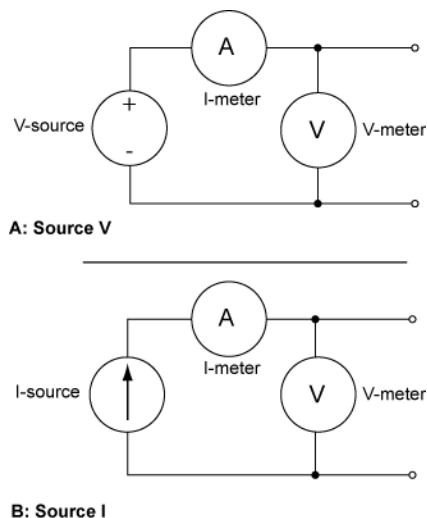 A
I-meter
V-source
+
-
V
V-meter
A: Source V
A
I-meter
I-source
V
V-meter
B: Source I